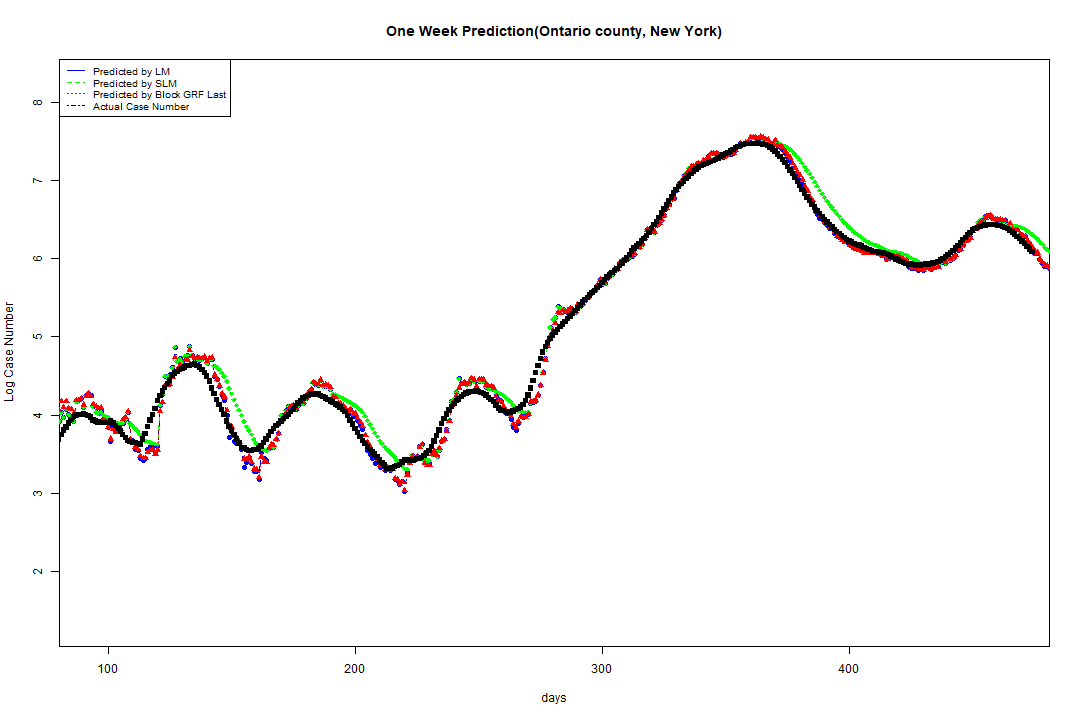 One Week Prediction(Ontario county, New York)
Predicted by LM
Predicted by SLM
Predicted by Block GRF Last
Actual Case Number
8
7
6
5
4
3
2
Log Case Number
100 200 300 400
days